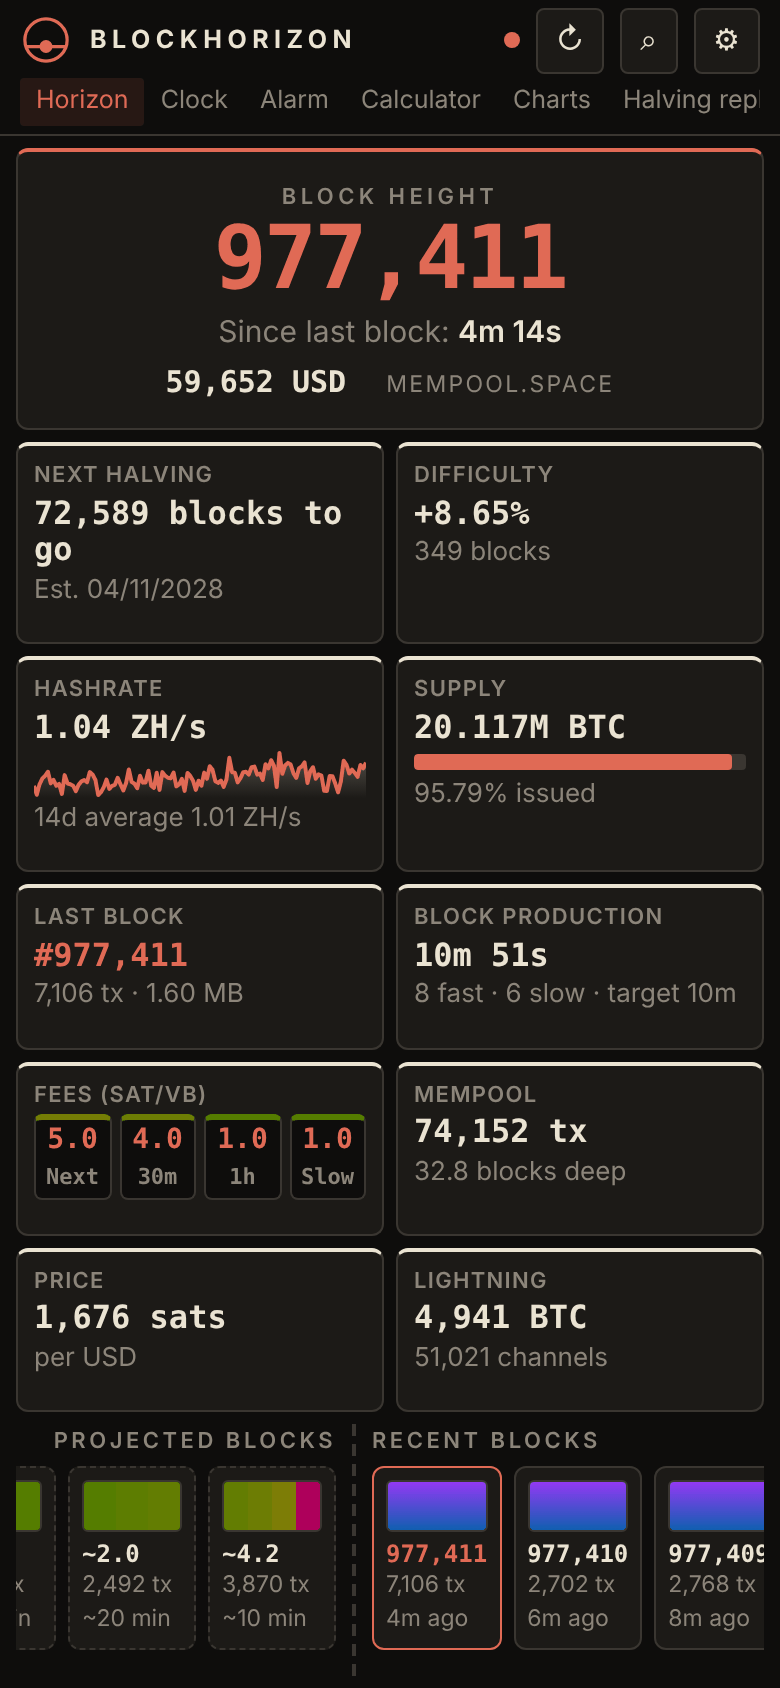 BLOCKHORIZON
Horizon Clock Alarm Calculator Charts Halving repl
BLOCK HEIGHT
977,411
Since last block: 4m 14s
59,652 USD MEMPOOL.SPACE
NEXT HALVING
72,589 blocks to
go
Est. 04/11/2028
DIFFICULTY
+8.65%
349 blocks
HASHRATE
1.04 ZH/s
14d average 1.01 ZH/s
SUPPLY
20.117M BTC
95.79% issued
LAST BLOCK
#977,411
7,106 tx · 1.60 MB
BLOCK PRODUCTION
10m 51s
8 fast · 6 slow · target 10m
FEES (SAT/VB)
5.0 4.0 1.0 1.0
Next 30m 1h Slow
MEMPOOL
74,152 tx
32.8 blocks deep
PRICE
1,676 sats
per USD
LIGHTNING
4,941 BTC
51,021 channels
PROJECTED BLOCKS
x
n
~2.0
2,492 tx
~20 min
~4.2
3,870 tx
~10 min
RECENT BLOCKS
977,411
7,106 tx
4m ago
977,410
2,702 tx
6m ago
977,409
2,768 tx
8m ago